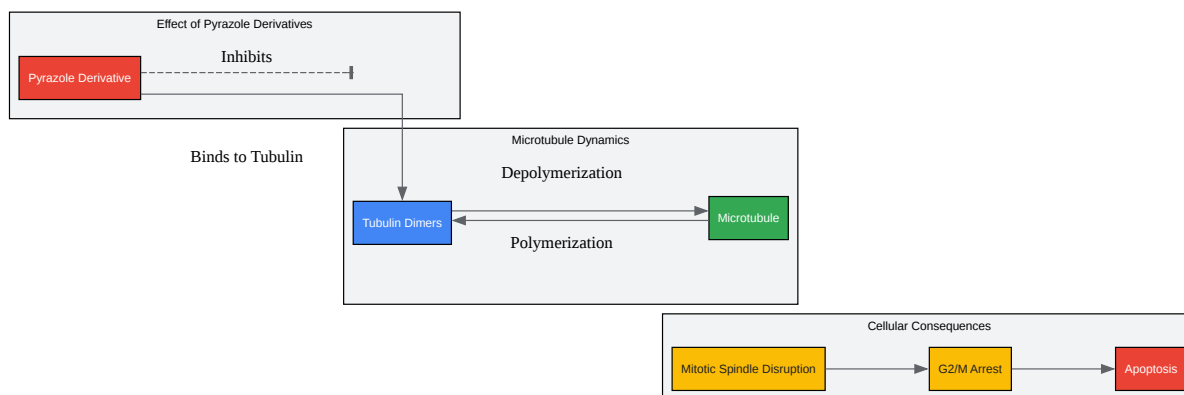 Effect of Pyrazole Derivatives
Inhibits
Pyrazole Derivative
Binds to Tubulin
Microtubule Dynamics
Depolymerization
Tubulin Dimers
Microtubule
Polymerization
Cellular Consequences
Mitotic Spindle Disruption
G2/M Arrest
Apoptosis